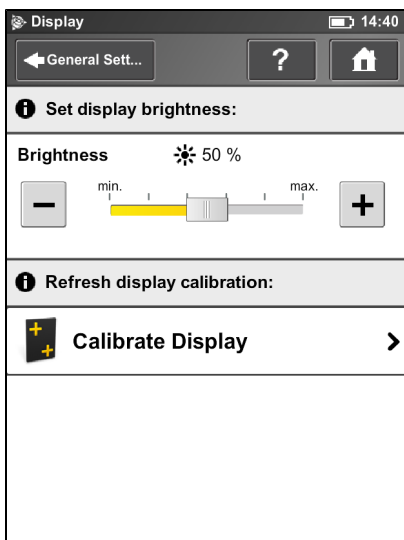 Display 14:40
General Sett...
?
Set display brightness:
Brightness 50 %
min. max.
− +
Refresh display calibration:
Calibrate Display